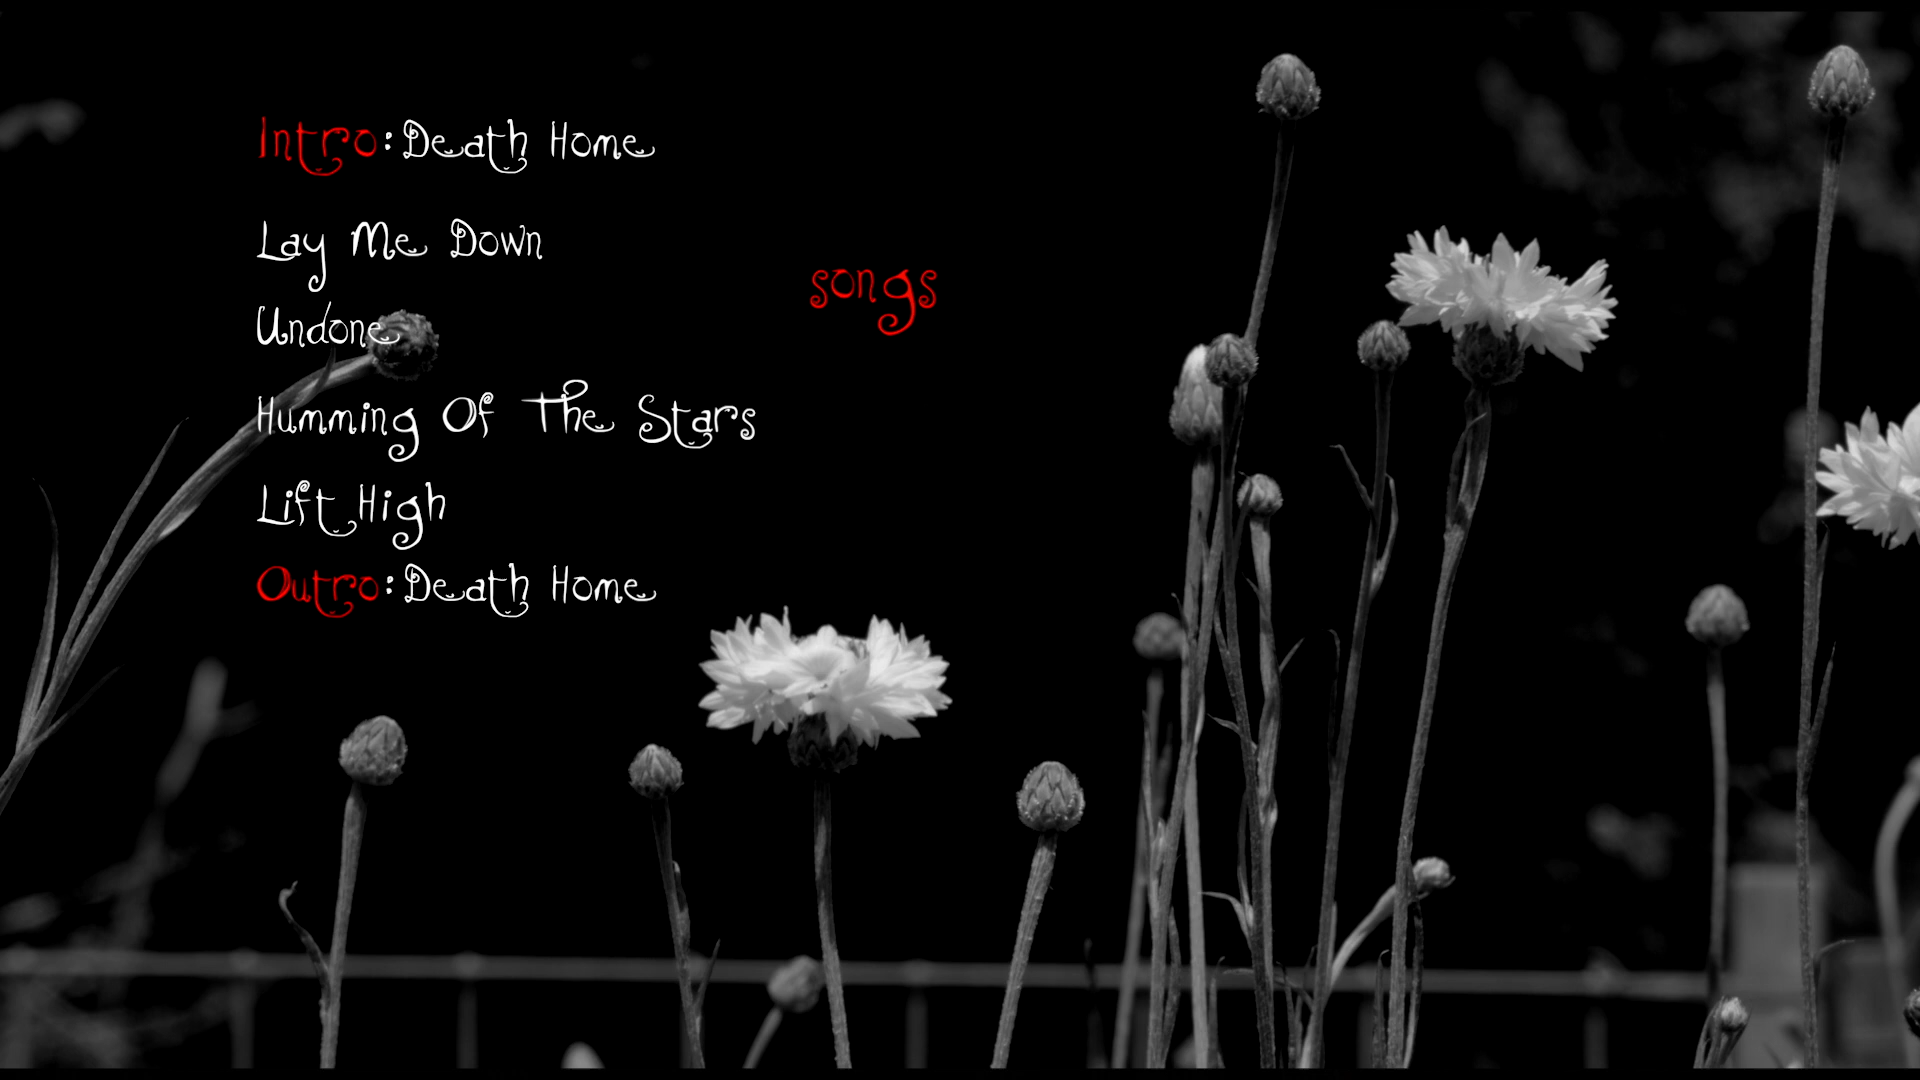 Intro:Death Home
Lay Me Down
songs
Undone
Humming Of The Stars
Lift High
Outro:Death Home